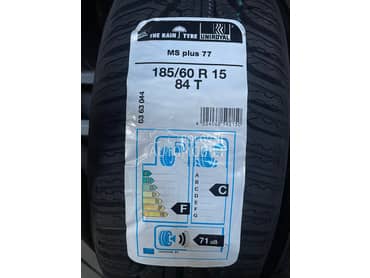 THE RAIN TYRE
UNIROYAL
MS plus 77
185/60 R 15
84 T
03 63 044
A
B
C
D
E
F
G
F
C
71 dB